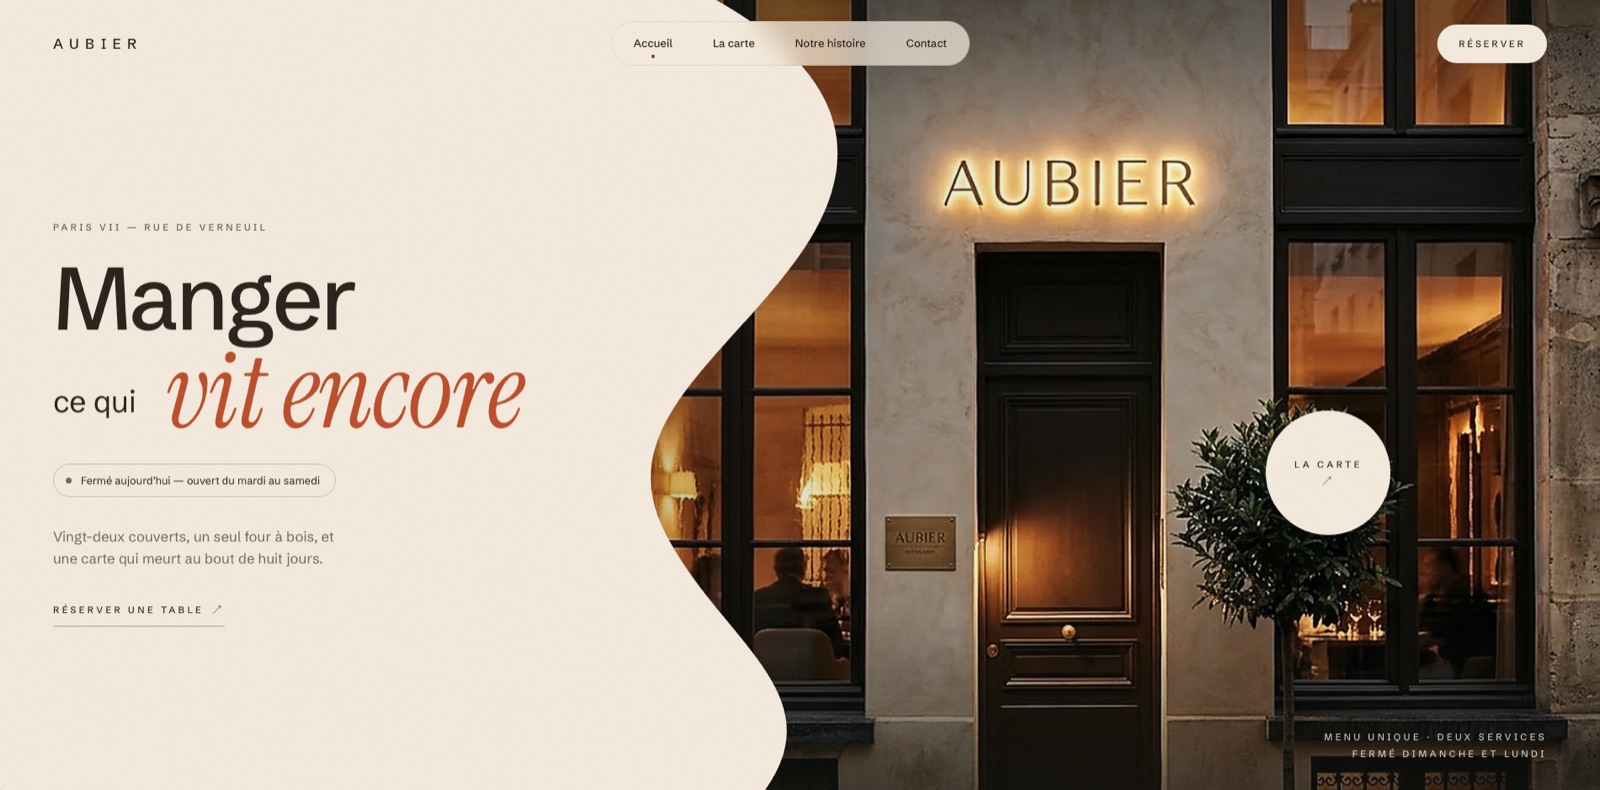 AUBIER
Accueil
La carte
Notre histoire
Contact
RÉSERVER
AUBIER
PARIS VII — RUE DE VERNEUIL
Manger
ce qui vit encore
Fermé aujourd'hui — ouvert du mardi au samedi
Vingt-deux couverts, un seul four à bois, et
une carte qui meurt au bout de huit jours.
RÉSERVER UNE TABLE ↗
LA CARTE
↗
AUBIER
MENU UNIQUE · DEUX SERVICES
FERMÉ DIMANCHE ET LUNDI